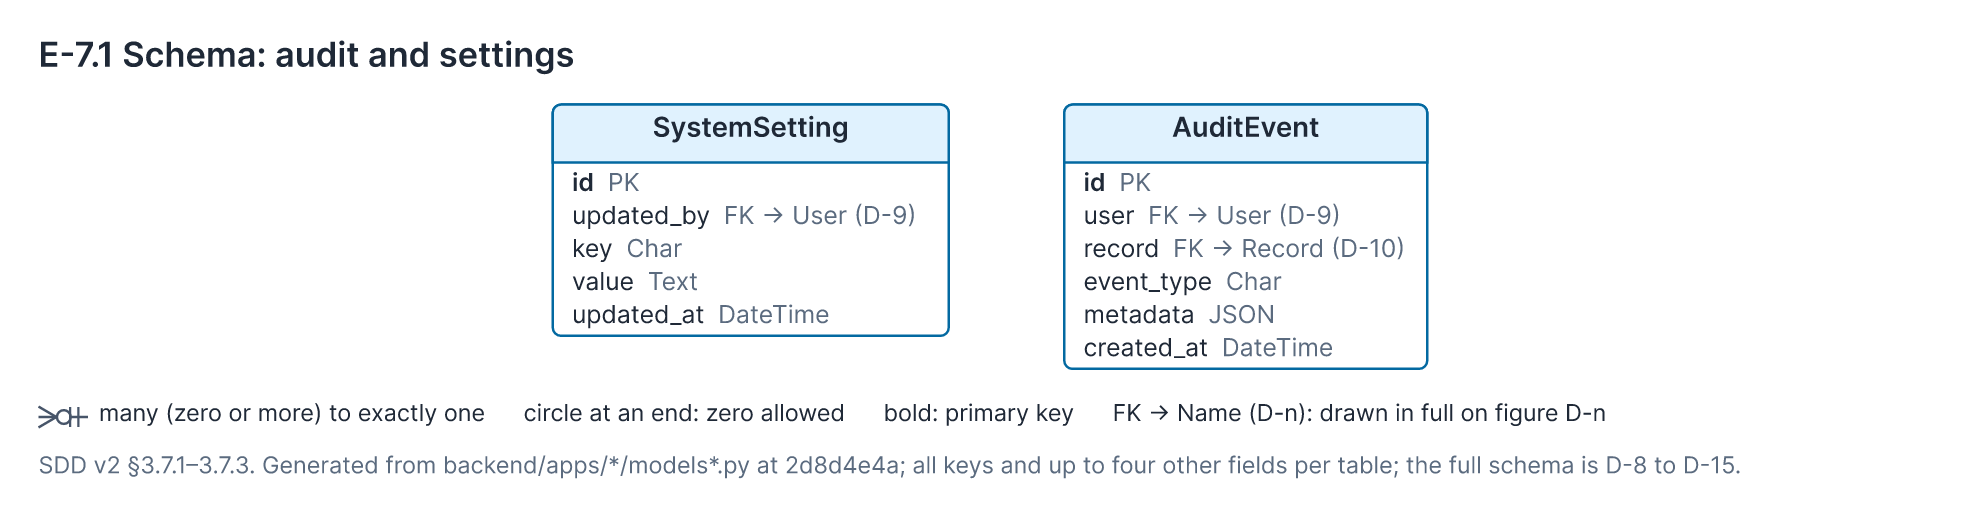 E-7.1 Schema: audit and settings
SystemSetting
id PK
updated_by FK → User (D-9)
key Char
value Text
updated_at DateTime
AuditEvent
id PK
user FK → User (D-9)
record FK → Record (D-10)
event_type Char
metadata JSON
created_at DateTime
many (zero or more) to exactly one circle at an end: zero allowed bold: primary key FK → Name (D-n): drawn in full on figure D-n
SDD v2 §3.7.1–3.7.3. Generated from backend/apps/*/models*.py at 2d8d4e4a; all keys and up to four other fields per table; the full schema is D-8 to D-15.